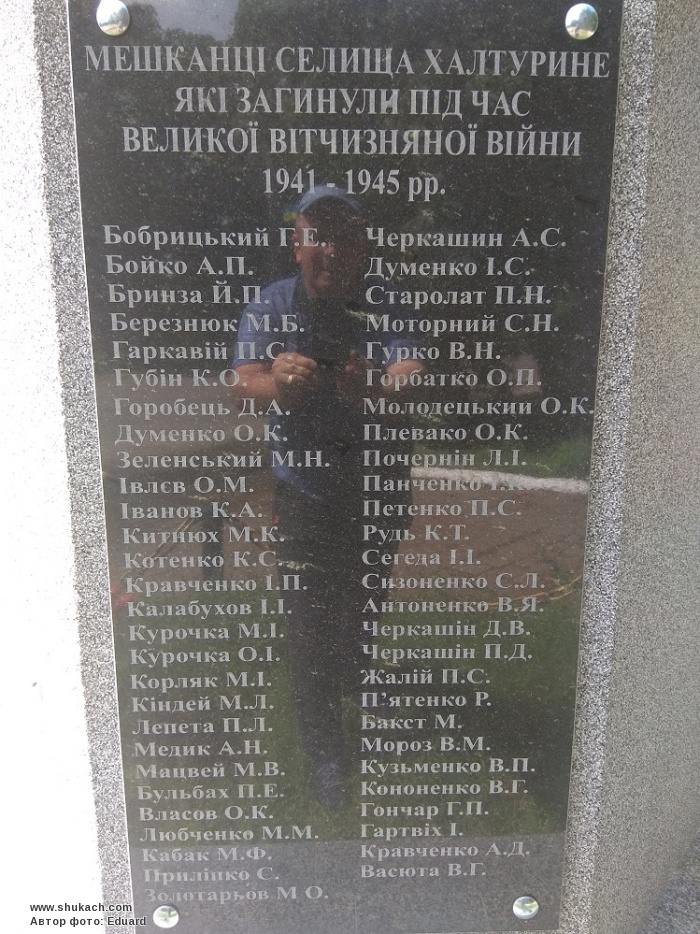 МЕШКАНЦІ СЕЛИЩА ХАЛТУРИНЕ
ЯКІ ЗАГИНУЛИ ПІД ЧАС
ВЕЛИКОЇ ВІТЧИЗНЯНОЇ ВІЙНИ
1941 - 1945 рр.
Бобрицький Г.Е.
Бойко А.П.
Бринза Й.П.
Березнюк М.Б.
Гаркавій П.С.
Губін К.О.
Горобець Д.А.
Думенко О.К.
Зеленський М.Н.
Івлєв О.М.
Іванов К.А.
Китнюх М.К.
Котенко К.С.
Кравченко І.П.
Калабухов І.І.
Курочка М.І.
Курочка О.І.
Корляк М.І.
Кіндей М.Л.
Лепета П.Л.
Медик А.Н.
Мацвей М.В.
Бульбах П.Е.
Власов О.К.
Любченко М.М.
Кабак М.Ф.
Приліпко С.
Золотарьов М О.
Черкашин А.С.
Думенко І.С.
Старолат П.Н.
Моторний С.Н.
Гурко В.Н.
Горбатко О.П.
Молодецький О.К.
Плевако О.К.
Почернін Л.І.
Панченко
Петенко П.С.
Рудь К.Т.
Сегеда І.І.
Сизоненко С.Л.
Антоненко В.Я.
Черкашін Д.В.
Черкашін П.Д.
Жалій П.С.
П’ятенко Р.
Бакст М.
Мороз В.М.
Кузьменко В.П.
Кононенко В.Г.
Гончар Г.П.
Гартвіх І.
Кравченко А.Д.
Васюта В.Г.
www.shukach.com
Автор фото: Eduard